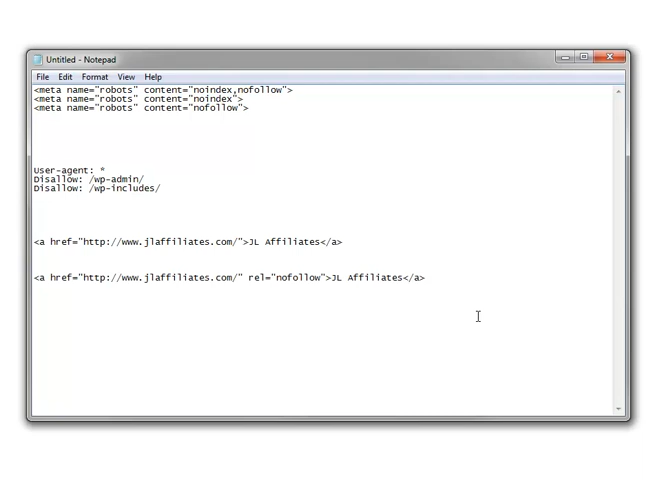 Untitled - Notepad
File Edit Format View Help
<meta name="robots" content="noindex,nofollow">
<meta name="robots" content="noindex">
<meta name="robots" content="nofollow">
User-agent: *
Disallow: /wp-admin/
Disallow: /wp-includes/
<a href="http://www.jlaffiliates.com/">JL Affiliates</a>
<a href="http://www.jlaffiliates.com/" rel="nofollow">JL Affiliates</a>